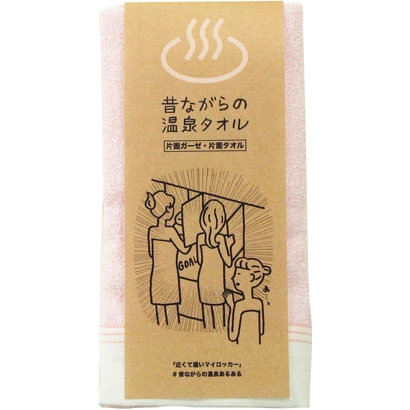 昔ながらの
温泉タオル
片面ガーゼ・片面タオル
GOAL
あ…っ
「近くて遠いマイロッカー」
# 昔ながらの温泉あるある